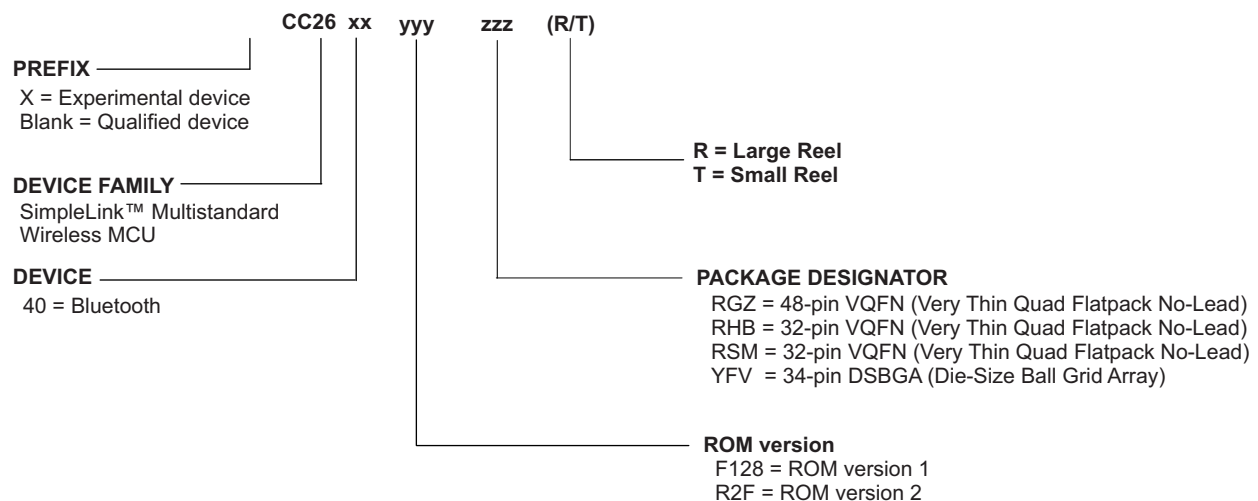 CC26 xx yyy zzz (R/T)
PREFIX
X = Experimental device
Blank = Qualified device
R = Large Reel
T = Small Reel
DEVICE FAMILY
SimpleLink™ Multistandard
Wireless MCU
DEVICE
40 = Bluetooth
PACKAGE DESIGNATOR
RGZ = 48-pin VQFN (Very Thin Quad Flatpack No-Lead)
RHB = 32-pin VQFN (Very Thin Quad Flatpack No-Lead)
RSM = 32-pin VQFN (Very Thin Quad Flatpack No-Lead)
YFV = 34-pin DSBGA (Die-Size Ball Grid Array)
ROM version
F128 = ROM version 1
R2F = ROM version 2